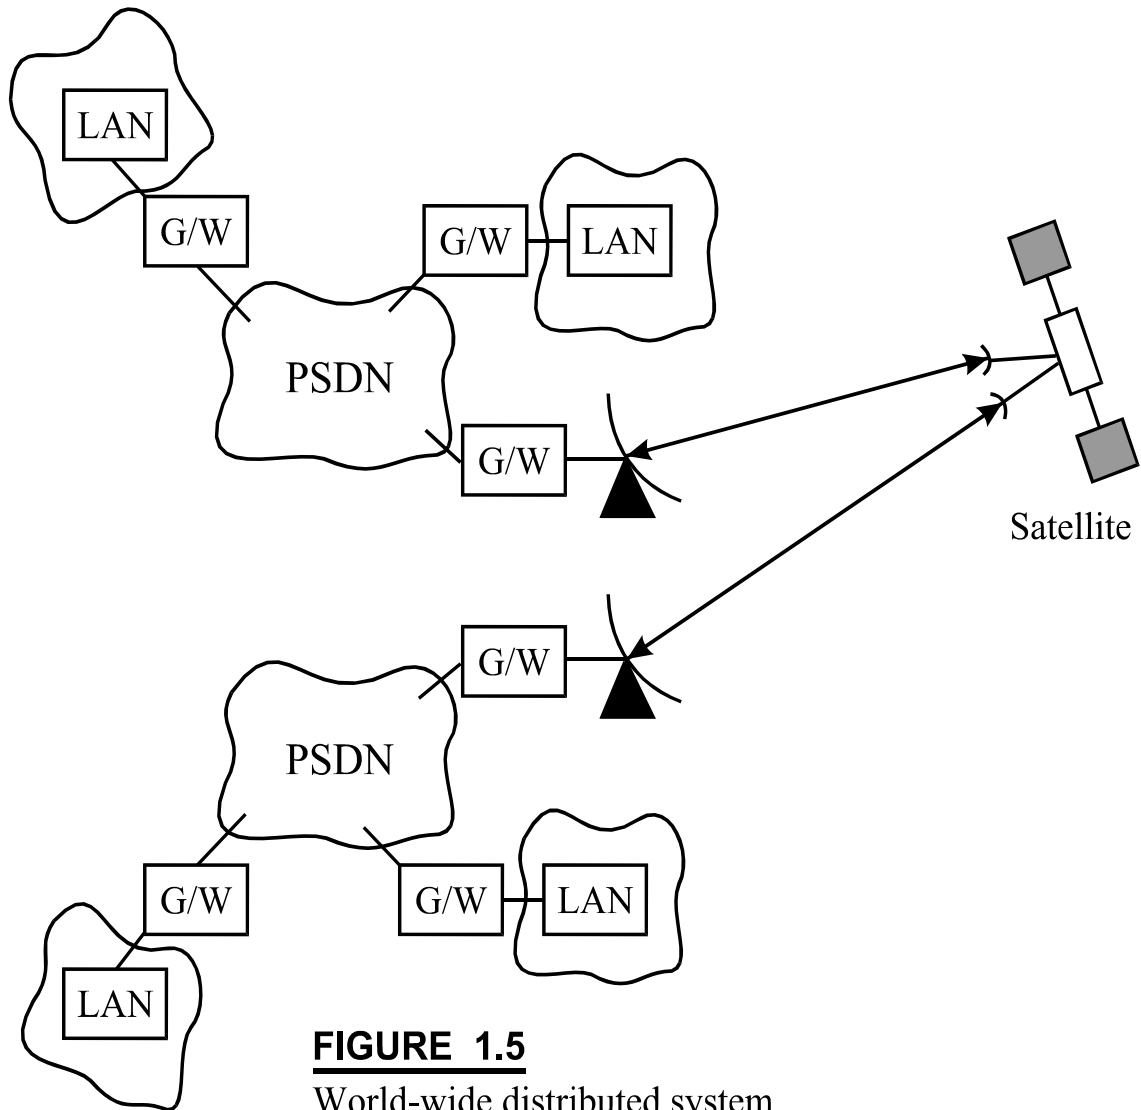 LAN
G/W
G/W
LAN
PSDN
G/W
Satellite
G/W
PSDN
G/W
G/W
LAN
LAN
FIGURE 1.5
World-wide distributed system